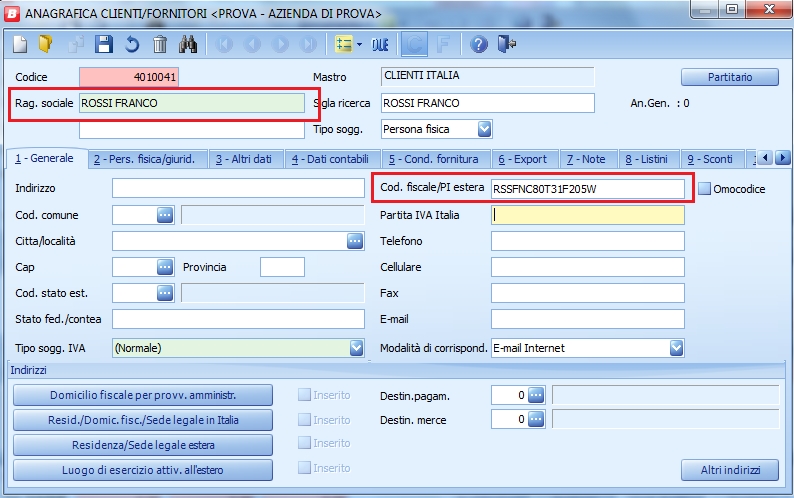 B ANAGRAFICA CLIENTI/FORNITORI <PROVA - AZIENDA DI PROVA>
DUE C F ?
Codice 4010041 Mastro CLIENTI ITALIA Partitario
Rag. sociale ROSSI FRANCO Sigla ricerca ROSSI FRANCO An.Gen. : 0
Tipo sogg. Persona fisica
1 - Generale 2 - Pers. fisica/giurid. 3 - Altri dati 4 - Dati contabili 5 - Cond. fornitura 6 - Export 7 - Note 8 - Listini 9 - Sconti
Indirizzo Cod. fiscale/PI estera RSSFNC80T31F205W Omocodice
Cod. comune ... Partita IVA Italia
Citta/località ... Telefono
Cap ... Provincia Cellulare
Cod. stato est. ... Fax
Stato fed./contea E-mail
Tipo sogg. IVA (Normale) Modalità di corrispond. E-mail Internet
Indirizzi
Domicilio fiscale per provv. amministr. Inserito Destin.pagam. 0 ...
Resid./Domic. fisc./Sede legale in Italia Inserito Destin. merce 0 ...
Residenza/Sede legale estera Inserito
Luogo di esercizio attiv. all'estero Inserito Altri indirizzi